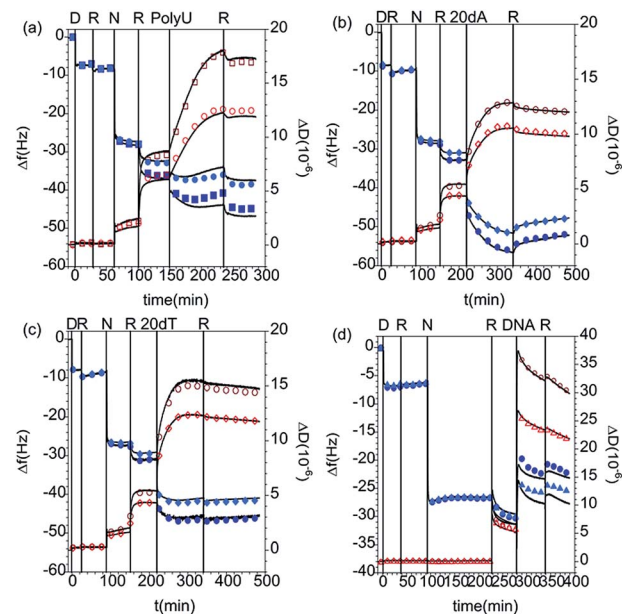 (a) D R N R PolyU R
0 -10 -20 -30 -40 -50 -60
Δf(Hz)
20 15 10 5 0
ΔD(10⁻⁶)
0 50 100 150 200 250 300
time(min)
(b) DR N R 20dA R
0 -10 -20 -30 -40 -50 -60
Δf(Hz)
20 15 10 5 0
ΔD(10⁻⁶)
0 100 200 300 400 500
t(min)
(c) DR N R 20dT R
0 -10 -20 -30 -40 -50 -60
Δf(Hz)
20 15 10 5 0
ΔD(10⁻⁶)
0 100 200 300 400 500
t(min)
(d) D R N R DNA R
0 -5 -10 -15 -20 -25 -30 -35 -40
Δf(Hz)
40 35 30 25 20 15 10 5 0
ΔD(10⁻⁶)
0 50 100 250 300 350 400
t(min)